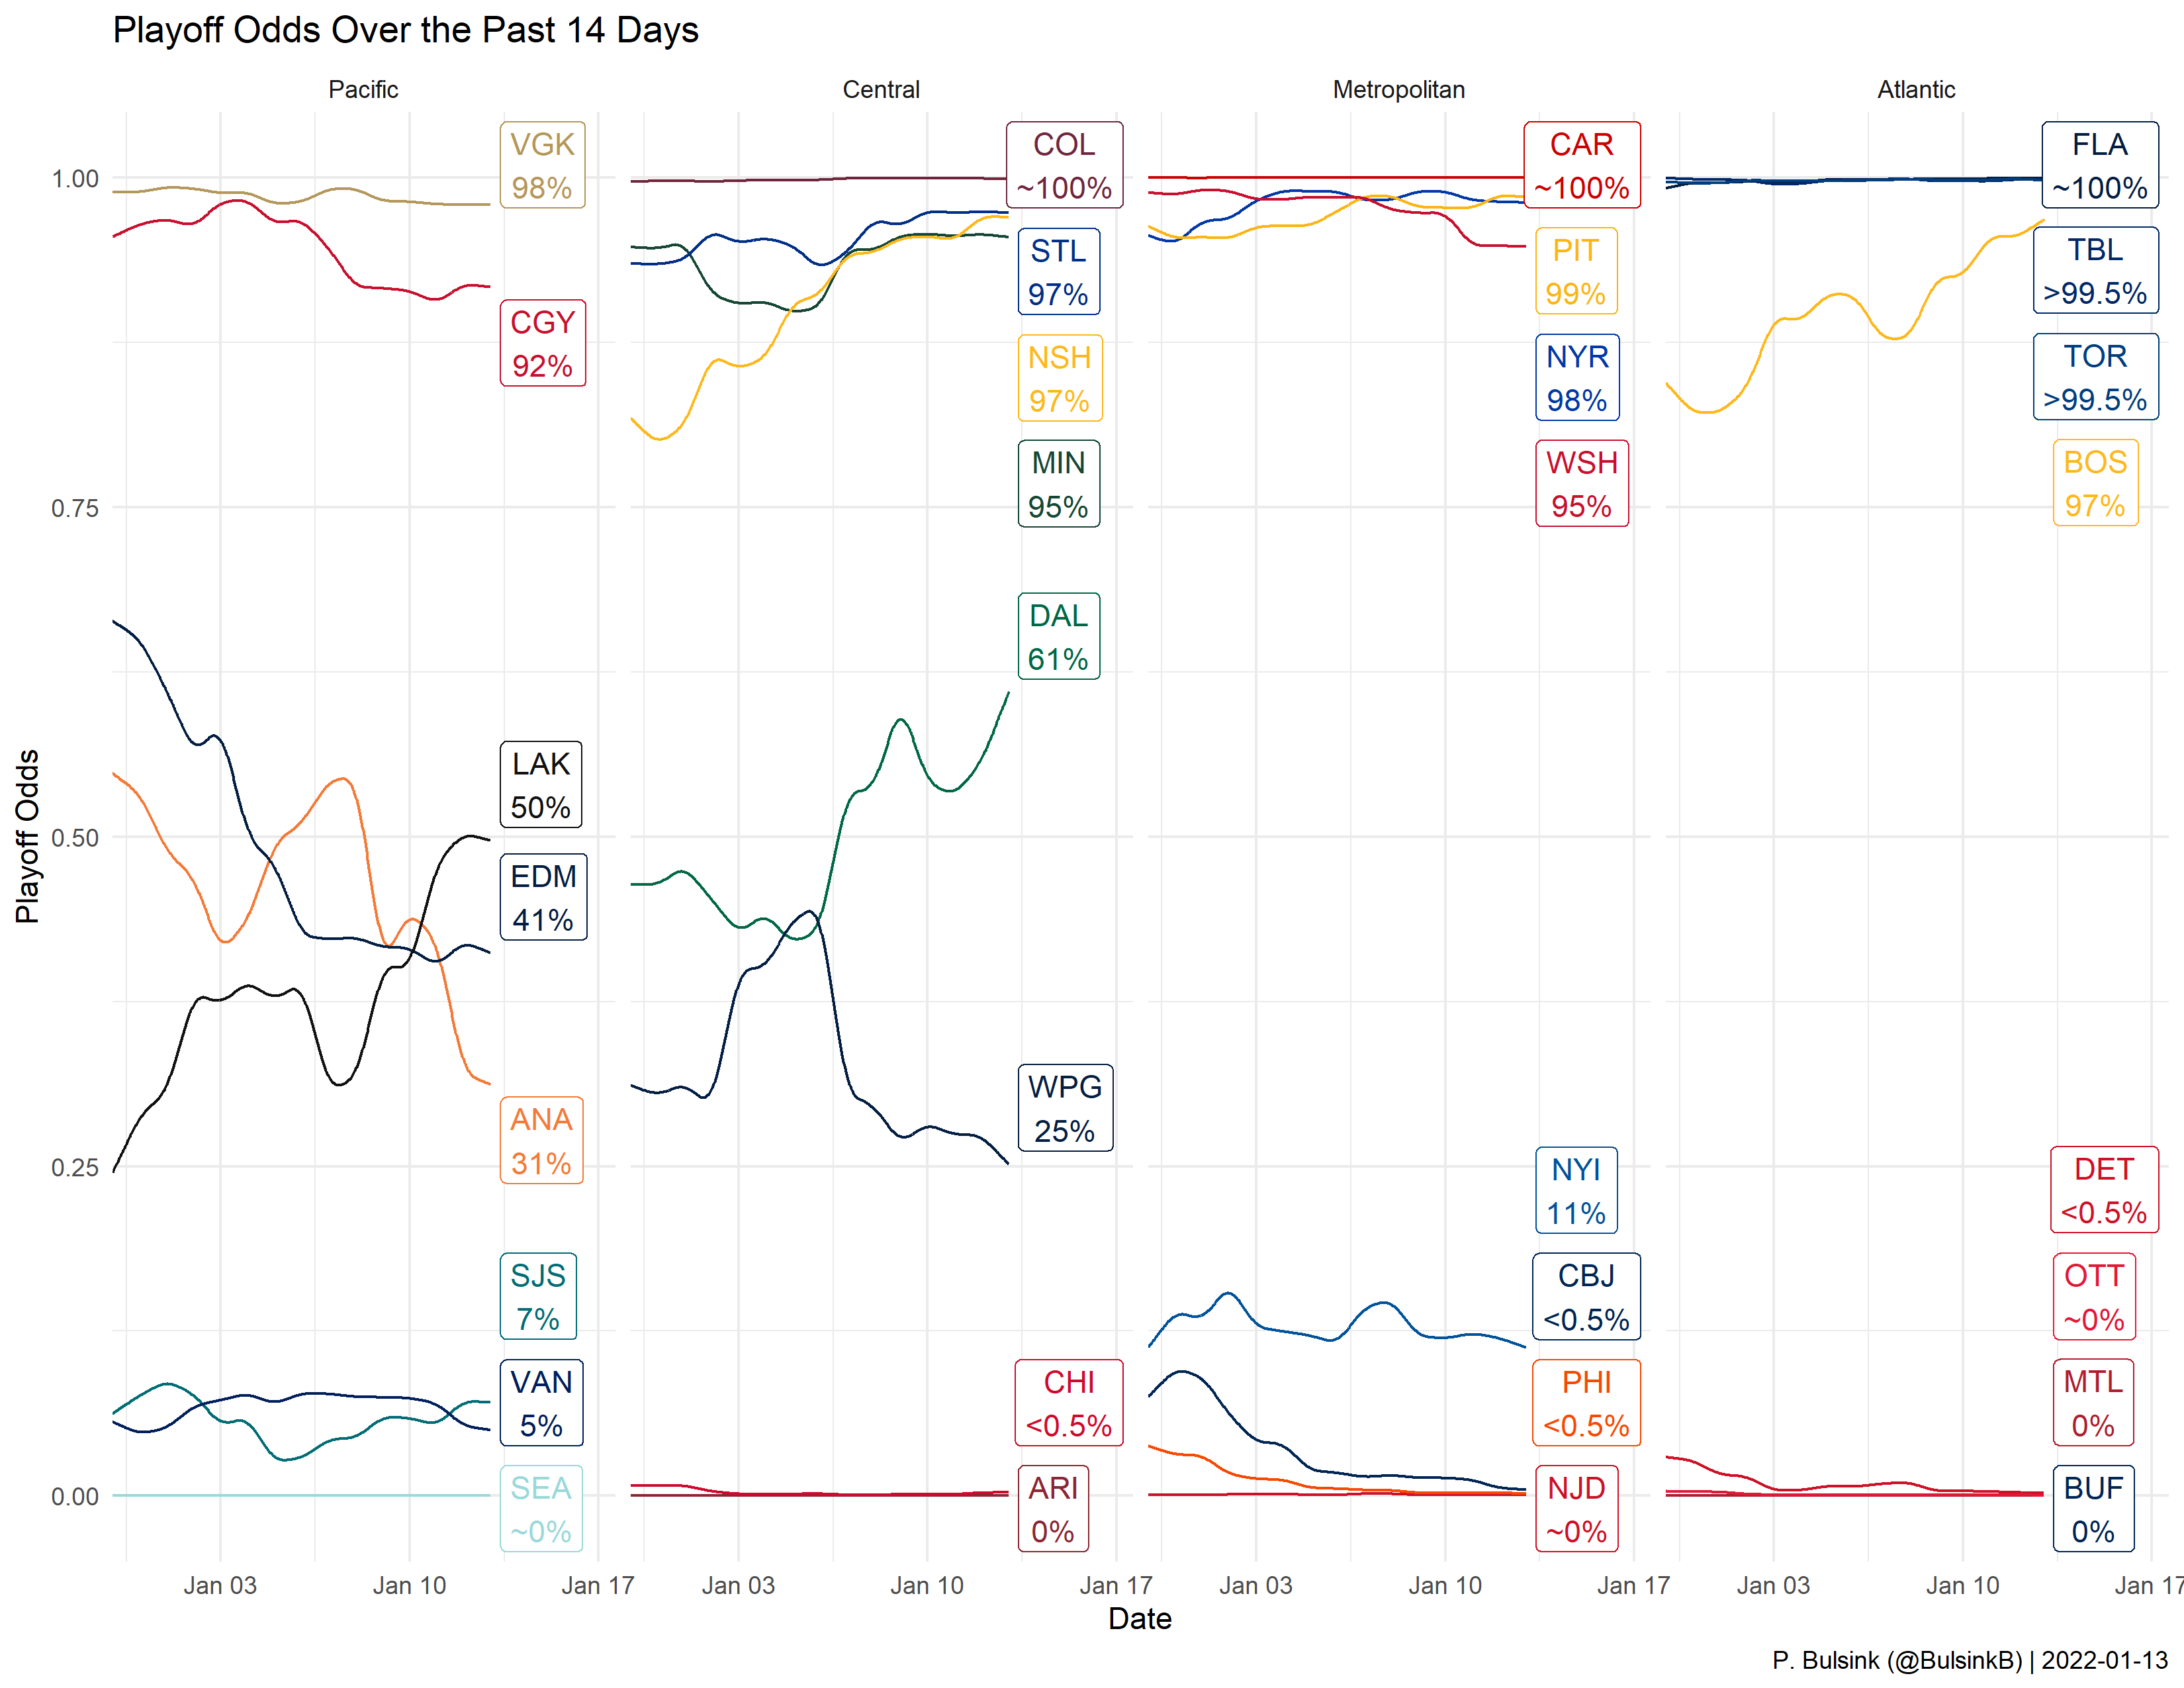 Playoff Odds Over the Past 14 Days
Pacific
Central
Metropolitan
Atlantic
Playoff Odds
1.00
0.75
0.50
0.25
0.00
VGK
98%
CGY
92%
LAK
50%
EDM
41%
ANA
31%
SJS
7%
VAN
5%
SEA
~0%
COL
~100%
STL
97%
NSH
97%
MIN
95%
DAL
61%
WPG
25%
CHI
<0.5%
ARI
0%
CAR
~100%
PIT
99%
NYR
98%
WSH
95%
NYI
11%
CBJ
<0.5%
PHI
<0.5%
NJD
~0%
FLA
~100%
TBL
>99.5%
TOR
>99.5%
BOS
97%
DET
<0.5%
OTT
~0%
MTL
0%
BUF
0%
Jan 03 Jan 10 Jan 17 Jan 03 Jan 10 Jan 17 Jan 03 Jan 10 Jan 17 Jan 03 Jan 10 Jan 17
Date
P. Bulsink (@BulsinkB) | 2022-01-13